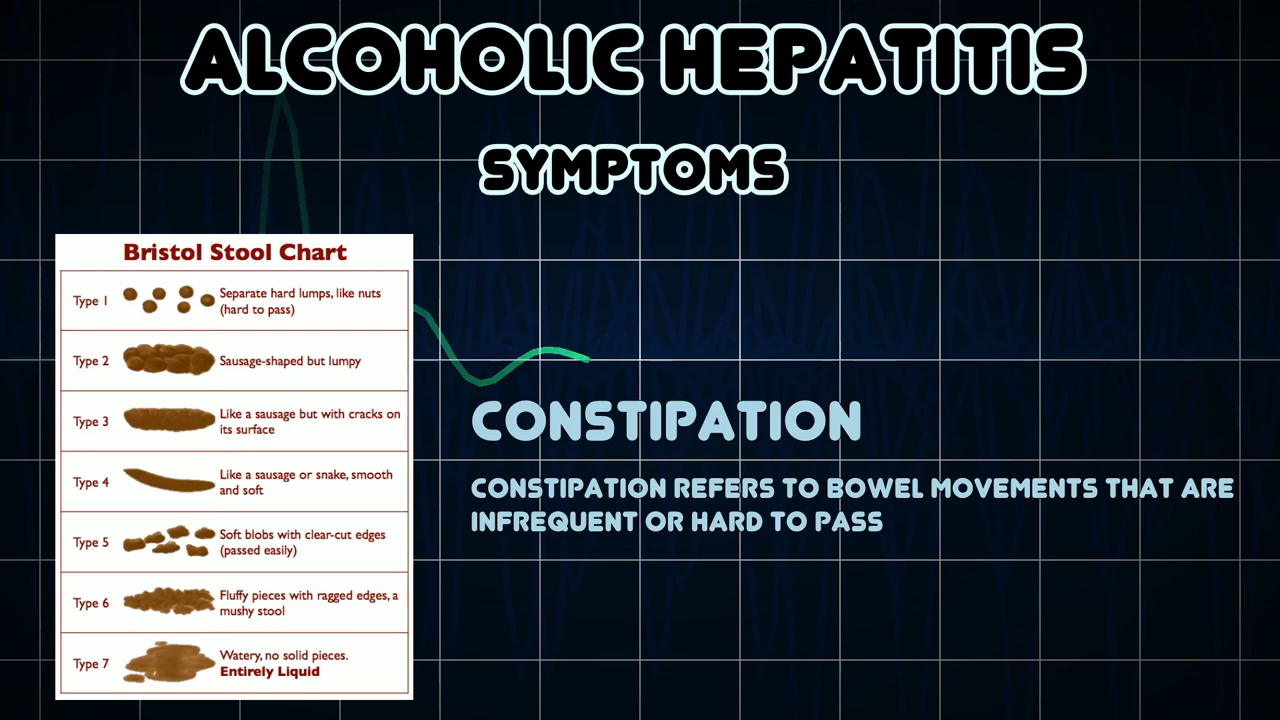 ALCOHOLIC HEPATITIS
SYMPTOMS
Bristol Stool Chart
Type 1
Separate hard lumps, like nuts
(hard to pass)
Type 2
Sausage-shaped but lumpy
Type 3
Like a sausage but with cracks on
its surface
Type 4
Like a sausage or snake, smooth
and soft
Type 5
Soft blobs with clear-cut edges
(passed easily)
Type 6
Fluffy pieces with ragged edges, a
mushy stool
Type 7
Watery, no solid pieces.
Entirely Liquid
CONSTIPATION
CONSTIPATION REFERS TO BOWEL MOVEMENTS THAT ARE
INFREQUENT OR HARD TO PASS